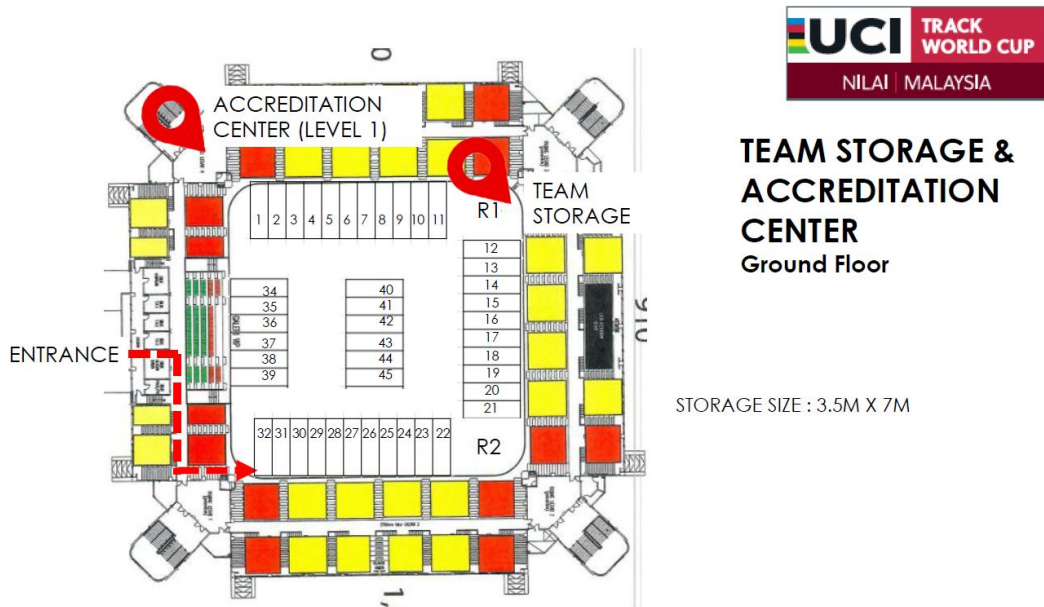 UCI TRACK
WORLD CUP
NILAI | MALAYSIA
TEAM STORAGE &
ACCREDITATION
CENTER
Ground Floor
STORAGE SIZE : 3.5M X 7M
ACCREDITATION
CENTER (LEVEL 1)
TEAM
STORAGE
ENTRANCE
R1
1 2 3 4 5 6 7 8 9 10 11
12
13
14
15
16
17
18
19
20
21
34
35
36
37
38
39
40
41
42
43
44
45
32 31 30 29 28 27 26 25 24 23 22
R2